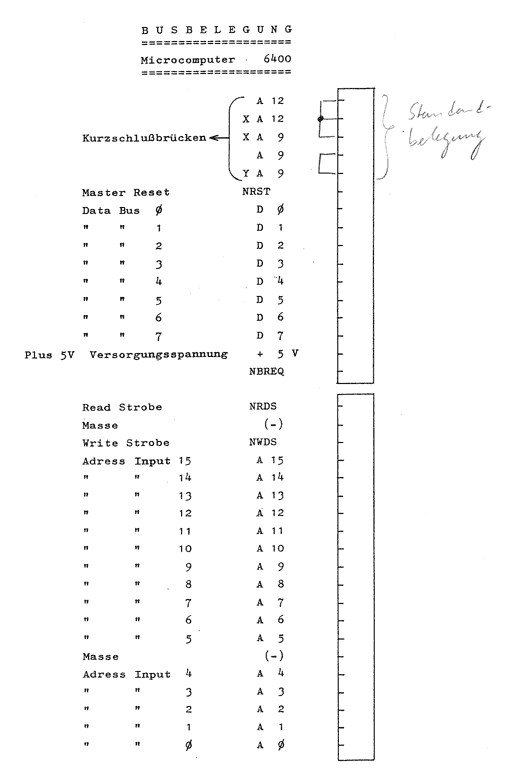 B U S B E L E G U N G
====================
Microcomputer 6400
====================
A 12
X A 12
Kurzschlußbrücken X A 9
A 9
Y A 9
Standard-
belegung
Master Reset NRST
Data Bus Ø D Ø
" " 1 D 1
" " 2 D 2
" " 3 D 3
" " 4 D 4
" " 5 D 5
" " 6 D 6
" " 7 D 7
Plus 5V Versorgungsspannung + 5 V
NBREQ
Read Strobe NRDS
Masse (-)
Write Strobe NWDS
Adress Input 15 A 15
" " 14 A 14
" " 13 A 13
" " 12 A 12
" " 11 A 11
" " 10 A 10
" " 9 A 9
" " 8 A 8
" " 7 A 7
" " 6 A 6
" " 5 A 5
Masse (-)
Adress Input 4 A 4
" " 3 A 3
" " 2 A 2
" " 1 A 1
" " Ø A Ø